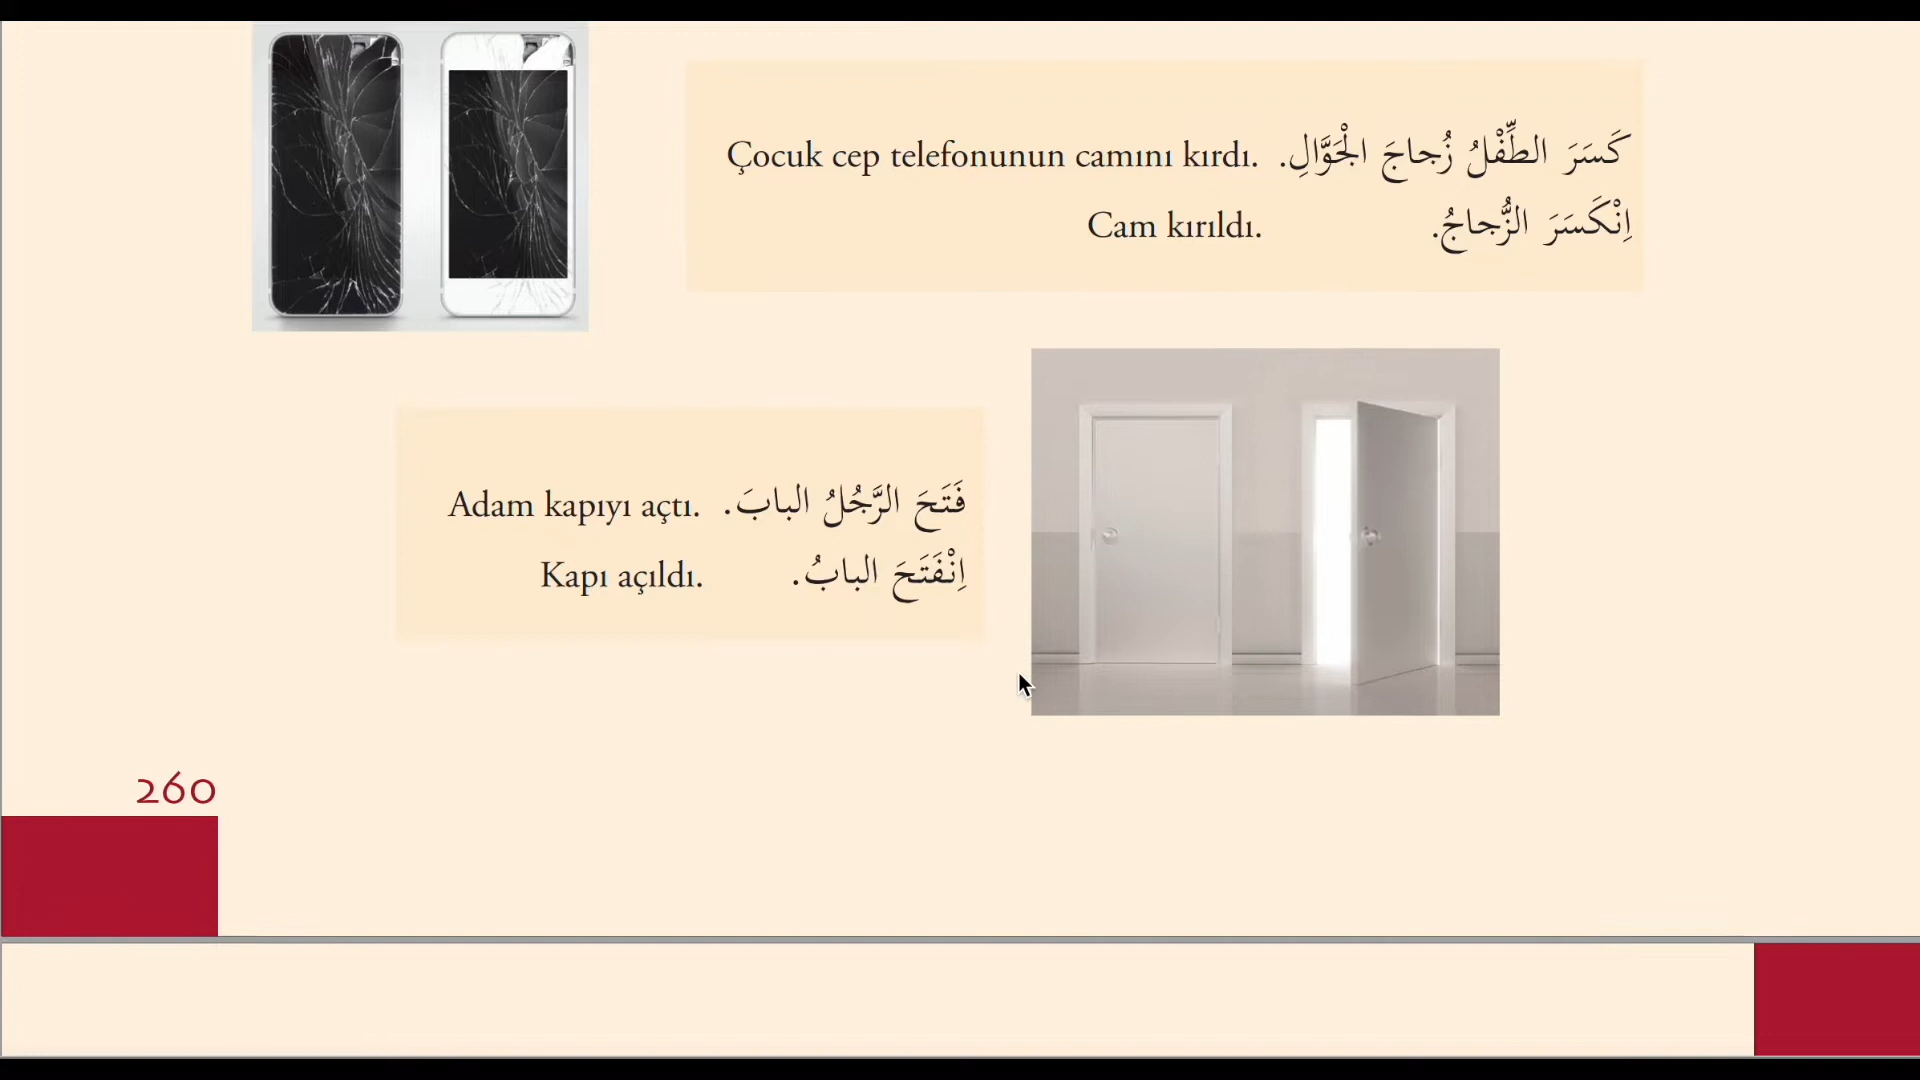 Çocuk cep telefonunun camını kırdı. كَسَرَ الطِّفْلُ زُجاجَ الْجَوَّالِ.
Cam kırıldı. اِنْكَسَرَ الزُّجاجُ.
Adam kapıyı açtı. فَتَحَ الرَّجُلُ البابَ.
Kapı açıldı. اِنْفَتَحَ البابُ.
260